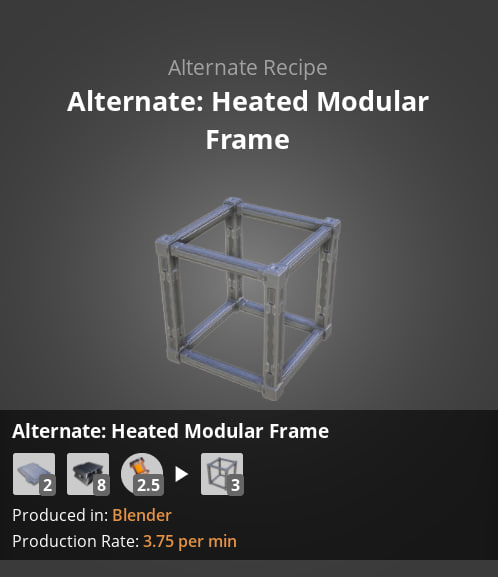 Alternate Recipe
Alternate: Heated Modular
Frame
Alternate: Heated Modular Frame
2 8 2.5 3
Produced in: Blender
Production Rate: 3.75 per min